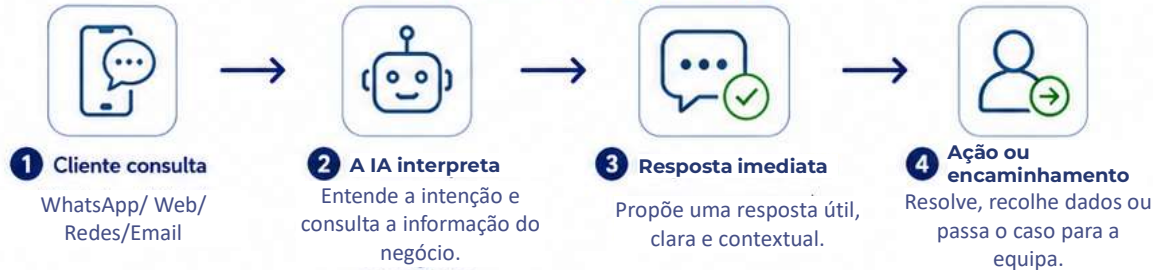 1 Cliente consulta
WhatsApp/ Web/
Redes/Email
2 A IA interpreta
Entende a intenção e
consulta a informação do
negócio.
3 Resposta imediata
Propõe uma resposta útil,
clara e contextual.
4 Ação ou
encaminhamento
Resolve, recolhe dados ou
passa o caso para a
equipa.